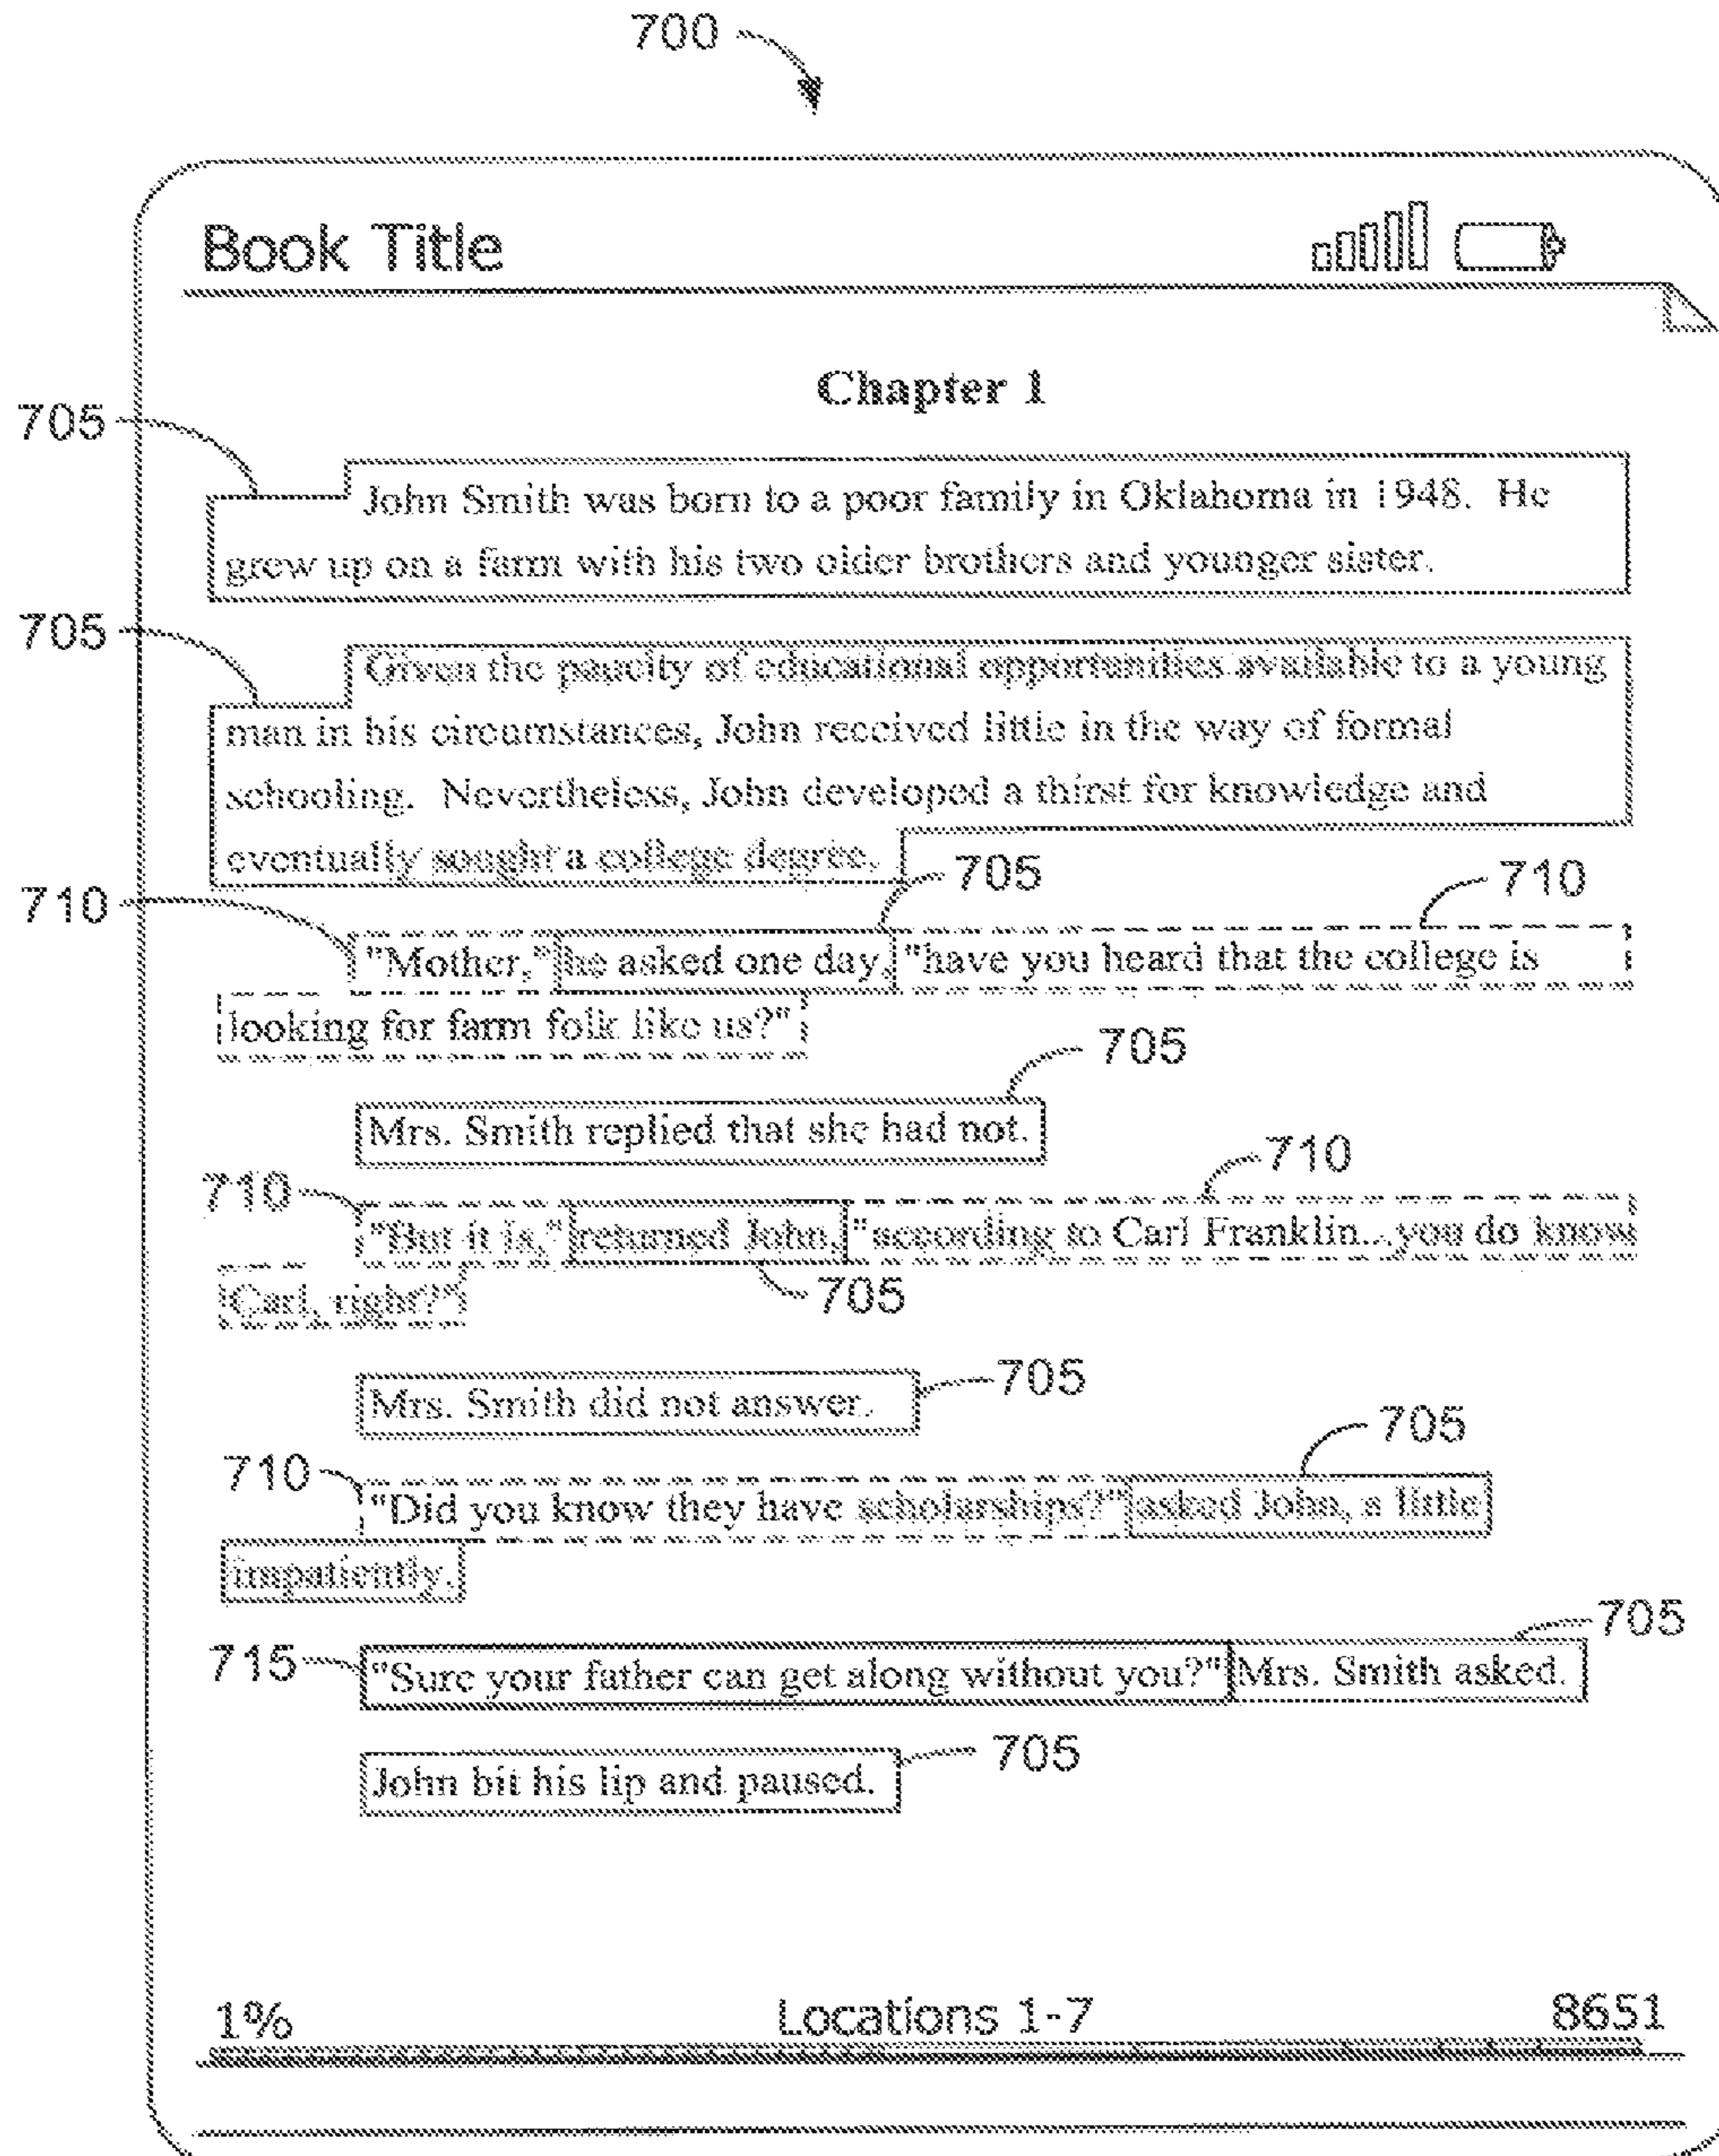 700
Book Title
Chapter 1
705
John Smith was born to a poor family in Oklahoma in 1948. He
grew up on a farm with his two older brothers and younger sister.
705
Given the paucity of educational opportunities available to a young
man in his circumstances, John received little in the way of formal
schooling. Nevertheless, John developed a thirst for knowledge and
eventually sought a college degree.
705
710
710
"Mother," he asked one day, "have you heard that the college is
looking for farm folk like us?"
705
Mrs. Smith replied that she had not.
710
710
"But it is," returned John, "according to Carl Franklin...you do know
Carl, right?"
705
705
Mrs. Smith did not answer.
705
710
"Did you know they have scholarships?" asked John, a little
impatiently.
705
715
"Sure your father can get along without you?" Mrs. Smith asked.
705
John bit his lip and paused.
1% Locations 1-7 8651